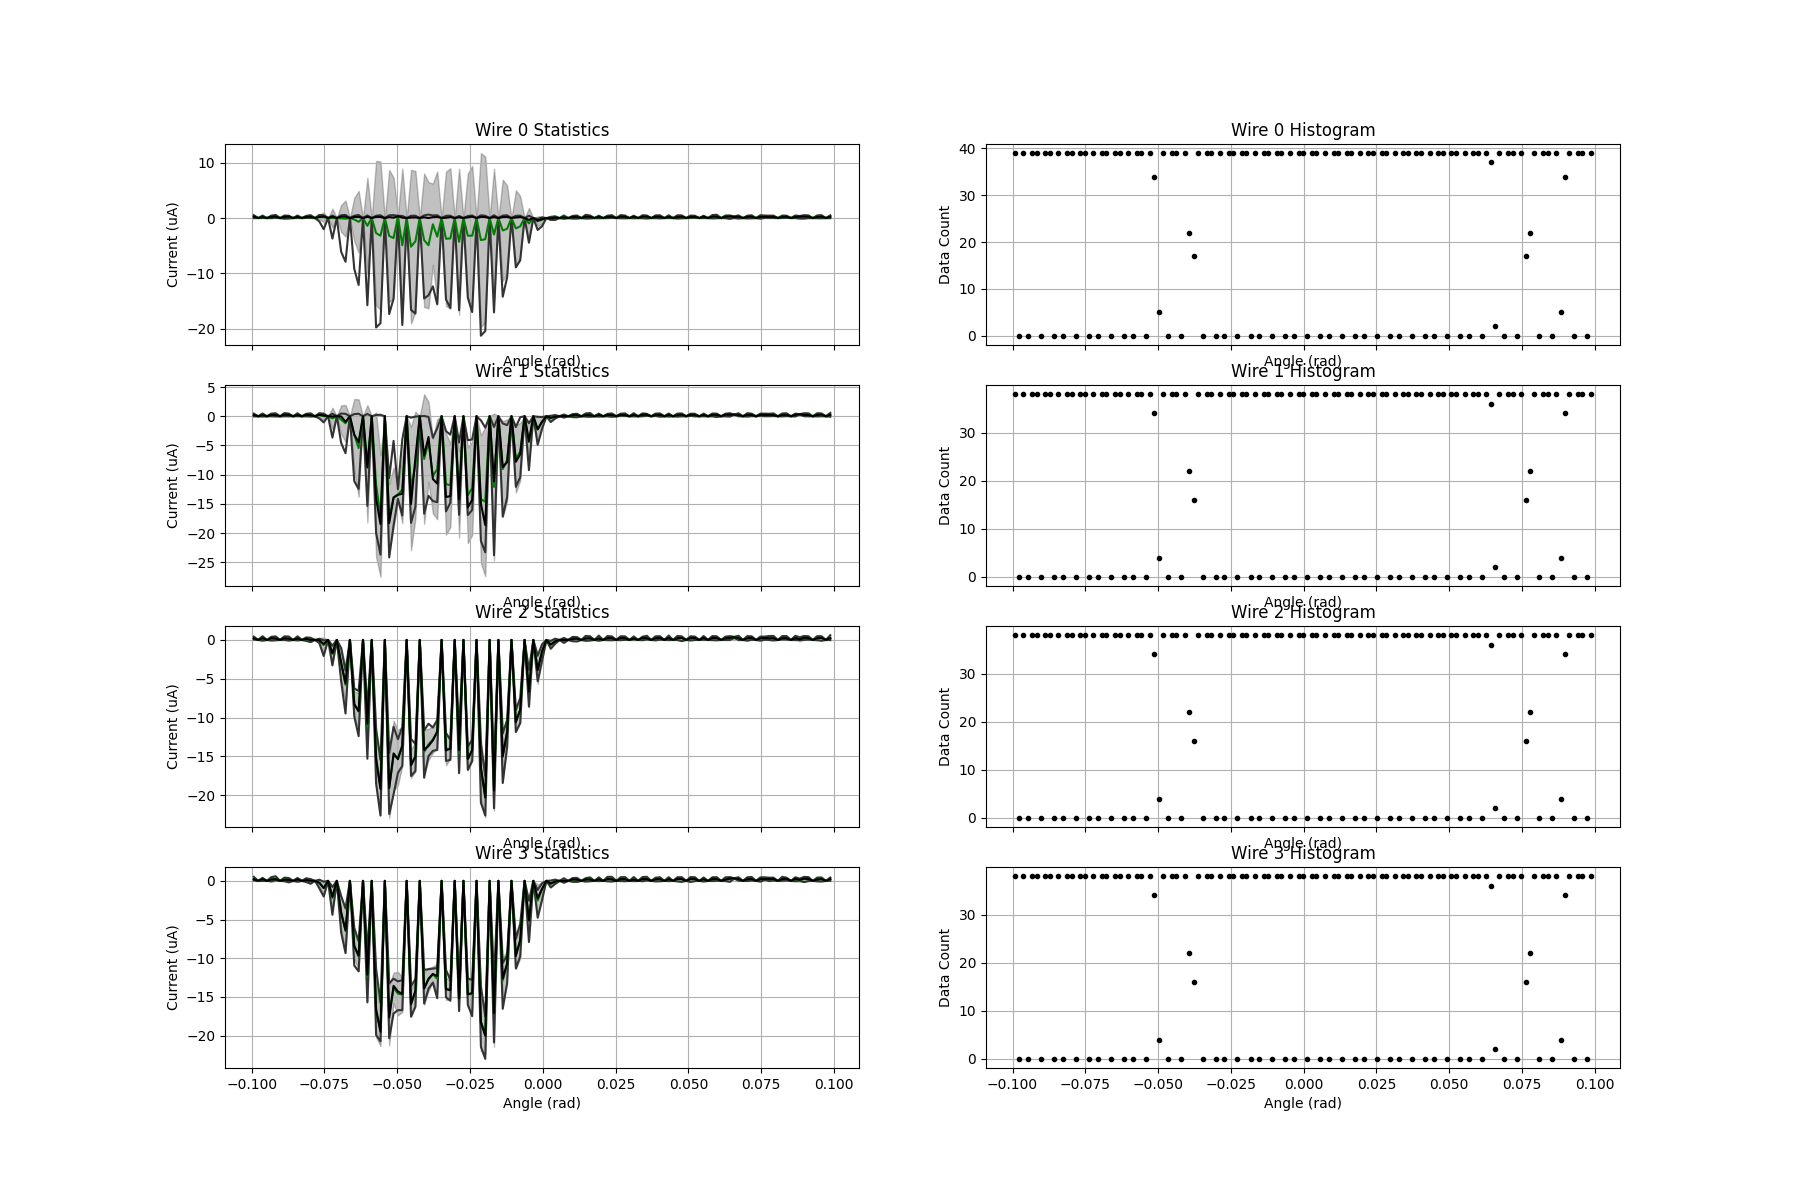 Wire 0 Statistics
Current (uA)
10
0
−10
−20
Angle (rad)
Wire 0 Histogram
Data Count
40
30
20
10
0
Angle (rad)
Wire 1 Statistics
Current (uA)
5
0
−5
−10
−15
−20
−25
Angle (rad)
Wire 1 Histogram
Data Count
30
20
10
0
Angle (rad)
Wire 2 Statistics
Current (uA)
0
−5
−10
−15
−20
Angle (rad)
Wire 2 Histogram
Data Count
30
20
10
0
Angle (rad)
Wire 3 Statistics
Current (uA)
0
−5
−10
−15
−20
−0.100 −0.075 −0.050 −0.025 0.000 0.025 0.050 0.075 0.100
Angle (rad)
Wire 3 Histogram
Data Count
30
20
10
0
−0.100 −0.075 −0.050 −0.025 0.000 0.025 0.050 0.075 0.100
Angle (rad)